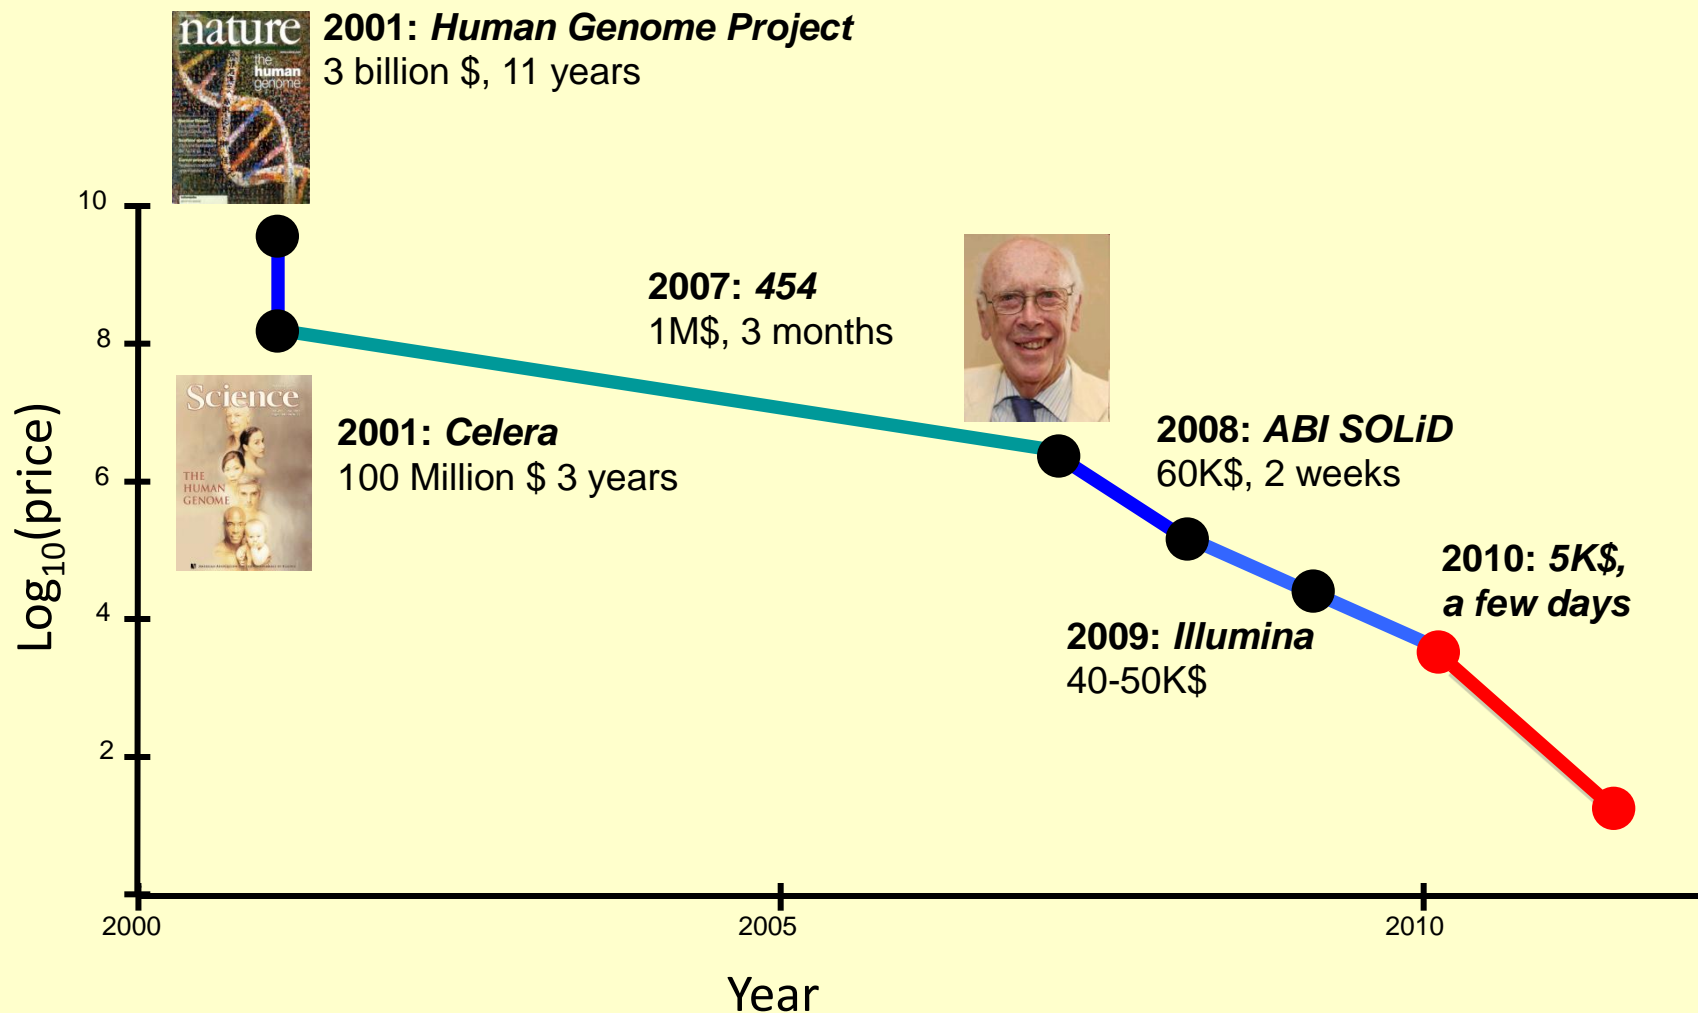 nature
the
human
genome
2001: Human Genome Project
3 billion $, 11 years
10
8
6
4
2
Log10(price)
2007: 454
1M$, 3 months
Science
THE
HUMAN
GENOME
2001: Celera
100 Million $ 3 years
2008: ABI SOLiD
60K$, 2 weeks
2010: 5K$,
a few days
2009: Illumina
40-50K$
2000
2005
2010
Year